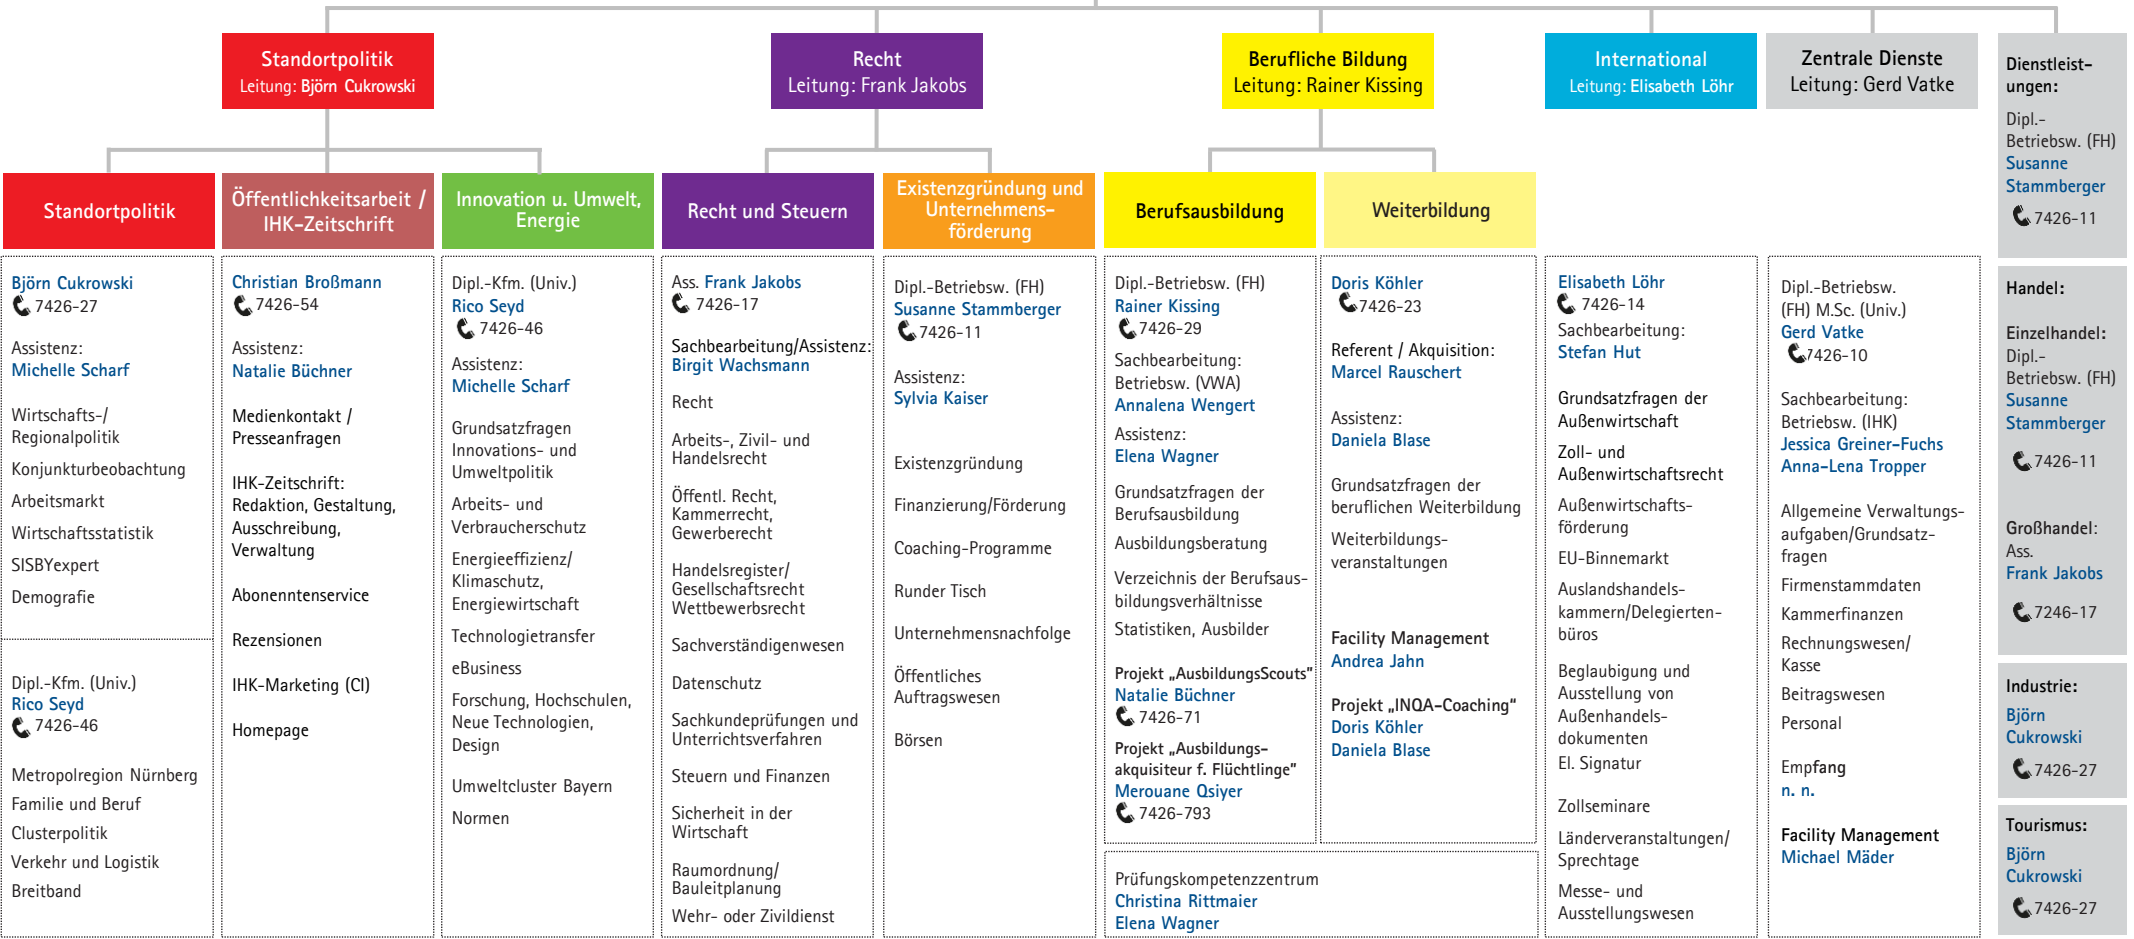 Standortpolitik
Leitung: Björn Cukrowski
Recht
Leitung: Frank Jakobs
Berufliche Bildung
Leitung: Rainer Kissing
International
Leitung: Elisabeth Löhr
Zentrale Dienste
Leitung: Gerd Vatke
Standortpolitik
Björn Cukrowski
7426-27
Assistenz:
Michelle Scharf
Wirtschafts-/
Regionalpolitik
Konjunkturbeobachtung
Arbeitsmarkt
Wirtschaftsstatistik
SISBYexpert
Demografie
Dipl.-Kfm. (Univ.)
Rico Seyd
7426-46
Metropolregion Nürnberg
Familie und Beruf
Clusterpolitik
Verkehr und Logistik
Breitband
Öffentlichkeitsarbeit /
IHK-Zeitschrift
Christian Broßmann
7426-54
Assistenz:
Natalie Büchner
Medienkontakt /
Presseanfragen
IHK-Zeitschrift:
Redaktion, Gestaltung,
Ausschreibung,
Verwaltung
Abonenntenservice
Rezensionen
IHK-Marketing (CI)
Homepage
Innovation u. Umwelt,
Energie
Dipl.-Kfm. (Univ.)
Rico Seyd
7426-46
Assistenz:
Michelle Scharf
Grundsatzfragen
Innovations- und
Umweltpolitik
Arbeits- und
Verbraucherschutz
Energieeffizienz/
Klimaschutz,
Energiewirtschaft
Technologietransfer
eBusiness
Forschung, Hochschulen,
Neue Technologien,
Design
Umweltcluster Bayern
Normen
Recht und Steuern
Ass. Frank Jakobs
7426-17
Sachbearbeitung/Assistenz:
Birgit Wachsmann
Recht
Arbeits-, Zivil- und
Handelsrecht
Öffentl. Recht,
Kammerrecht,
Gewerberecht
Handelsregister/
Gesellschaftsrecht
Wettbewerbsrecht
Sachverständigenwesen
Datenschutz
Sachkundeprüfungen und
Unterrichtsverfahren
Steuern und Finanzen
Sicherheit in der
Wirtschaft
Raumordnung/
Bauleitplanung
Wehr- oder Zivildienst
Existenzgründung und
Unternehmens-
förderung
Dipl.-Betriebsw. (FH)
Susanne Stammberger
7426-11
Assistenz:
Sylvia Kaiser
Existenzgründung
Finanzierung/Förderung
Coaching-Programme
Runder Tisch
Unternehmensnachfolge
Öffentliches
Auftragswesen
Börsen
Berufsausbildung
Dipl.-Betriebsw. (FH)
Rainer Kissing
7426-29
Sachbearbeitung:
Betriebsw. (VWA)
Annalena Wengert
Assistenz:
Elena Wagner
Grundsatzfragen der
Berufsausbildung
Ausbildungsberatung
Verzeichnis der Berufsaus-
bildungsverhältnisse
Statistiken, Ausbilder
Projekt „AusbildungsScouts“
Natalie Büchner
7426-71
Projekt „Ausbildungs-
akquisiteur f. Flüchtlinge“
Merouane Qsiyer
7426-793
Weiterbildung
Doris Köhler
7426-23
Referent / Akquisition:
Marcel Rauschert
Assistenz:
Daniela Blase
Grundsatzfragen der
beruflichen Weiterbildung
Weiterbildungs-
veranstaltungen
Facility Management
Andrea Jahn
Projekt „INQA-Coaching“
Doris Köhler
Daniela Blase
Prüfungskompetenzzentrum
Christina Rittmaier
Elena Wagner
Elisabeth Löhr
7426-14
Sachbearbeitung:
Stefan Hut
Grundsatzfragen der
Außenwirtschaft
Zoll- und
Außenwirtschaftsrecht
Außenwirtschafts-
förderung
EU-Binnemarkt
Auslandshandels-
kammern/Delegierten-
büros
Beglaubigung und
Ausstellung von
Außenhandels-
dokumenten
El. Signatur
Zollseminare
Länderveranstaltungen/
Sprechtage
Messe- und
Ausstellungswesen
Dipl.-Betriebsw.
(FH) M.Sc. (Univ.)
Gerd Vatke
7426-10
Sachbearbeitung:
Betriebsw. (IHK)
Jessica Greiner-Fuchs
Anna-Lena Tropper
Allgemeine Verwaltungs-
aufgaben/Grundsatz-
fragen
Firmenstammdaten
Kammerfinanzen
Rechnungswesen/
Kasse
Beitragswesen
Personal
Empfang
n. n.
Facility Management
Michael Mäder
Dienstleist-
ungen:
Dipl.-
Betriebsw. (FH)
Susanne
Stammberger
7426-11
Handel:
Einzelhandel:
Dipl.-
Betriebsw. (FH)
Susanne
Stammberger
7426-11
Großhandel:
Ass.
Frank Jakobs
7246-17
Industrie:
Björn
Cukrowski
7426-27
Tourismus:
Björn
Cukrowski
7426-27